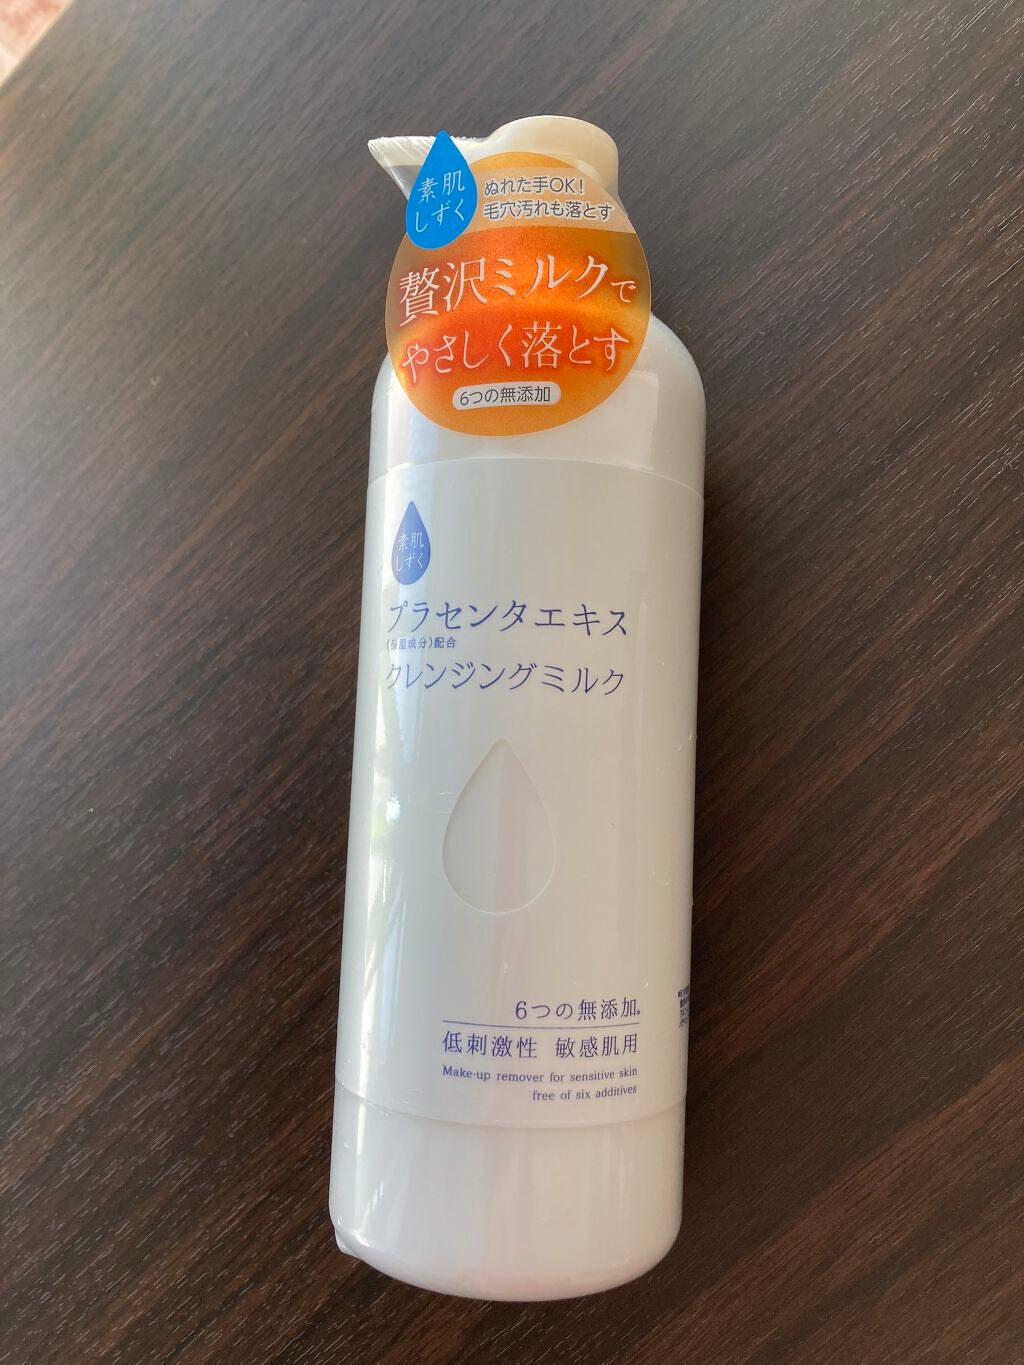 素肌
しずく
ぬれた手OK!
毛穴汚れも落とす
贅沢ミルクで
やさしく落とす
6つの無添加
素肌
しずく
プラセンタエキス
(保湿成分)配合
クレンジングミルク
6つの無添加。
低刺激性 敏感肌用
Make-up remover for sensitive skin
free of six additives